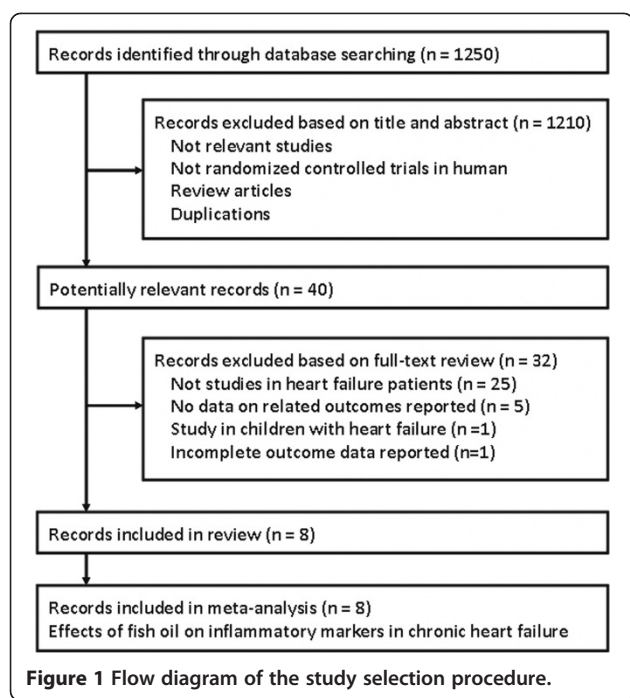 Records identified through database searching (n = 1250)
Records excluded based on title and abstract (n = 1210)
Not relevant studies
Not randomized controlled trials in human
Review articles
Duplications
Potentially relevant records (n = 40)
Records excluded based on full-text review (n = 32)
Not studies in heart failure patients (n = 25)
No data on related outcomes reported (n = 5)
Study in children with heart failure (n =1)
Incomplete outcome data reported (n=1)
Records included in review (n = 8)
Records included in meta-analysis (n = 8)
Effects of fish oil on inflammatory markers in chronic heart failure
Figure 1 Flow diagram of the study selection procedure.